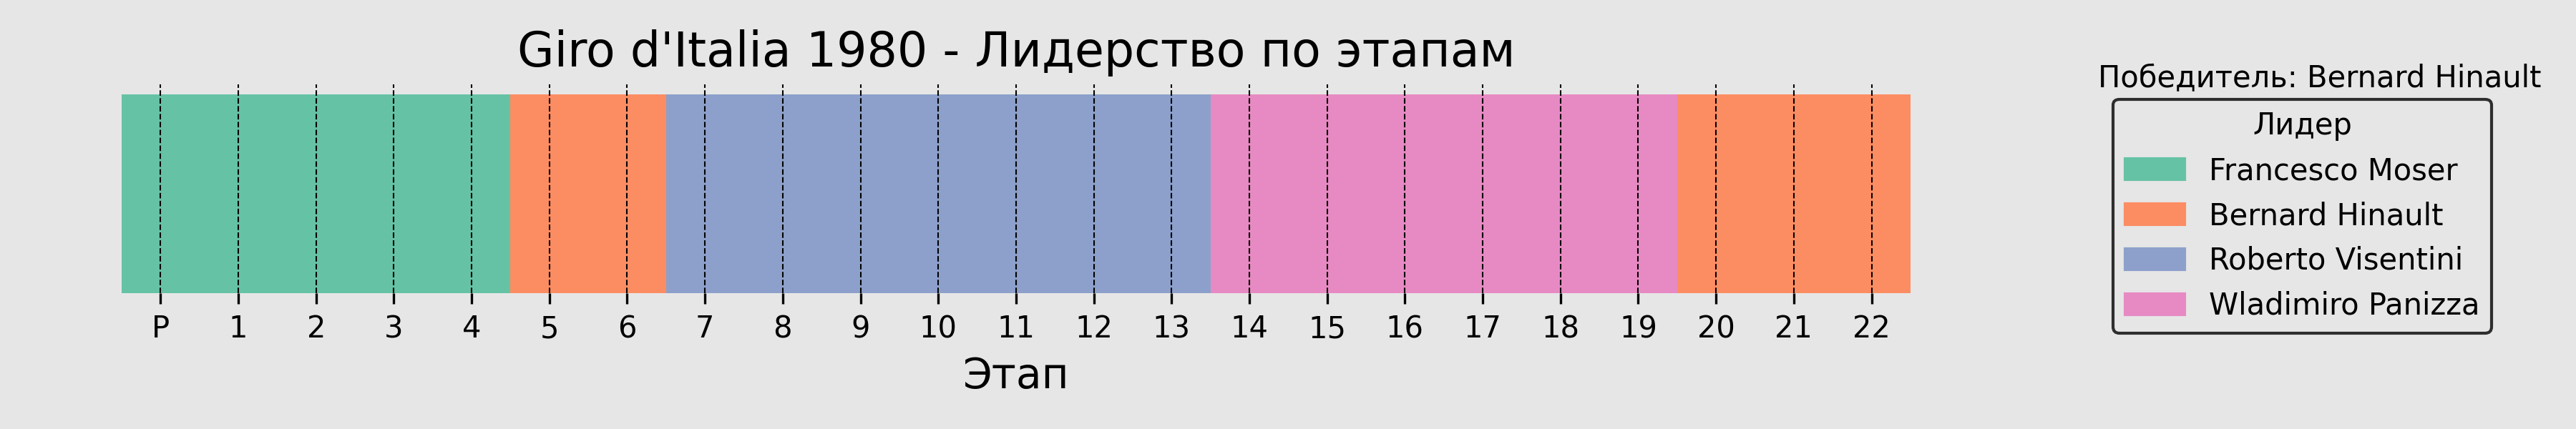 Giro d'Italia 1980 - Лидерство по этапам
P 1 2 3 4 5 6 7 8 9 10 11 12 13 14 15 16 17 18 19 20 21 22
Этап
Победитель: Bernard Hinault
Лидер
Francesco Moser
Bernard Hinault
Roberto Visentini
Wladimiro Panizza